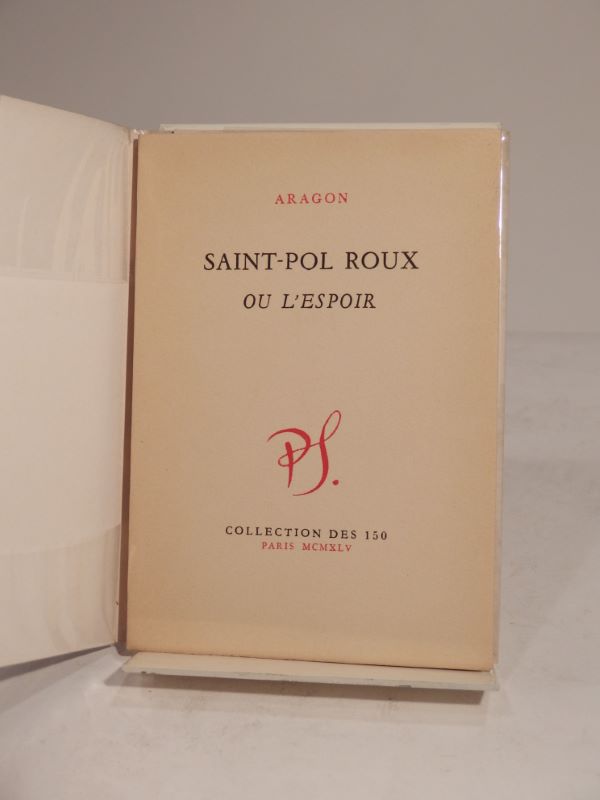 ARAGON
SAINT-POL ROUX
OU L'ESPOIR
PS.
COLLECTION DES 150
PARIS MCMXLV